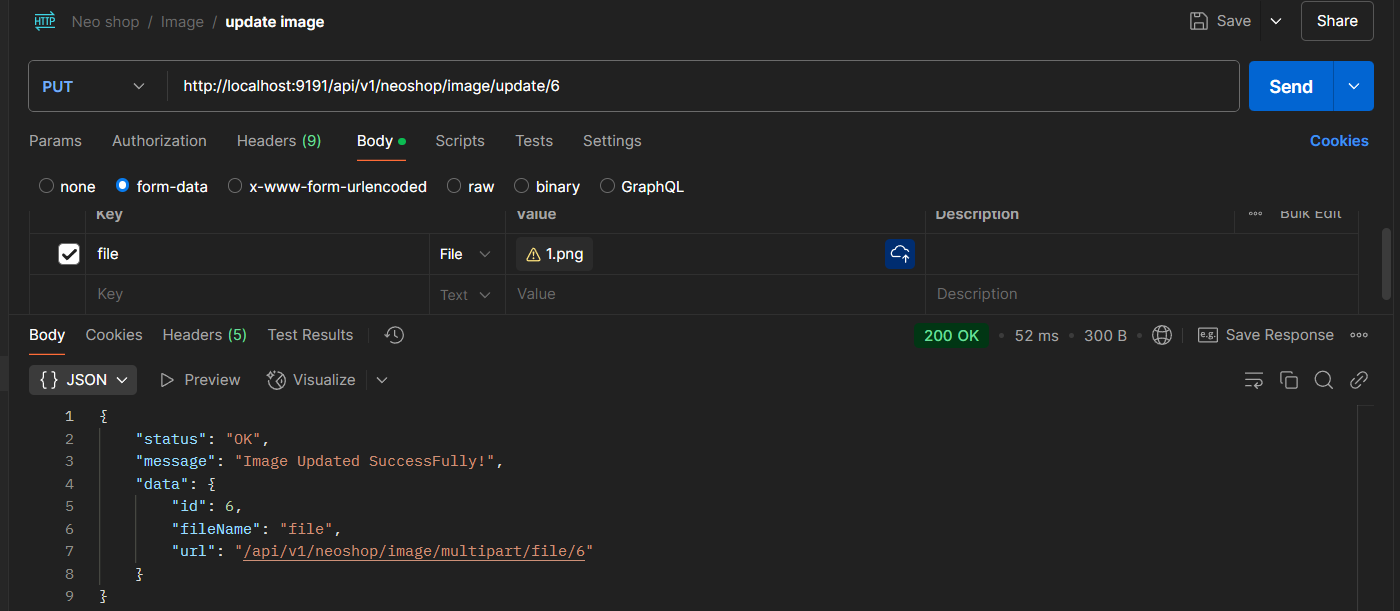 HTTP Neo shop / Image / update image Save Share
PUT http://localhost:9191/api/v1/neoshop/image/update/6 Send
Params Authorization Headers (9) Body Scripts Tests Settings Cookies
none form-data x-www-form-urlencoded raw binary GraphQL
Key Value Description Bulk Edit
file File 1.png
Key Text Value Description
Body Cookies Headers (5) Test Results 200 OK 52 ms 300 B e.g. Save Response
{} JSON Preview Visualize
1 {
2 "status": "OK",
3 "message": "Image Updated SuccessFully!",
4 "data": {
5 "id": 6,
6 "fileName": "file",
7 "url": "/api/v1/neoshop/image/multipart/file/6"
8 }
9 }